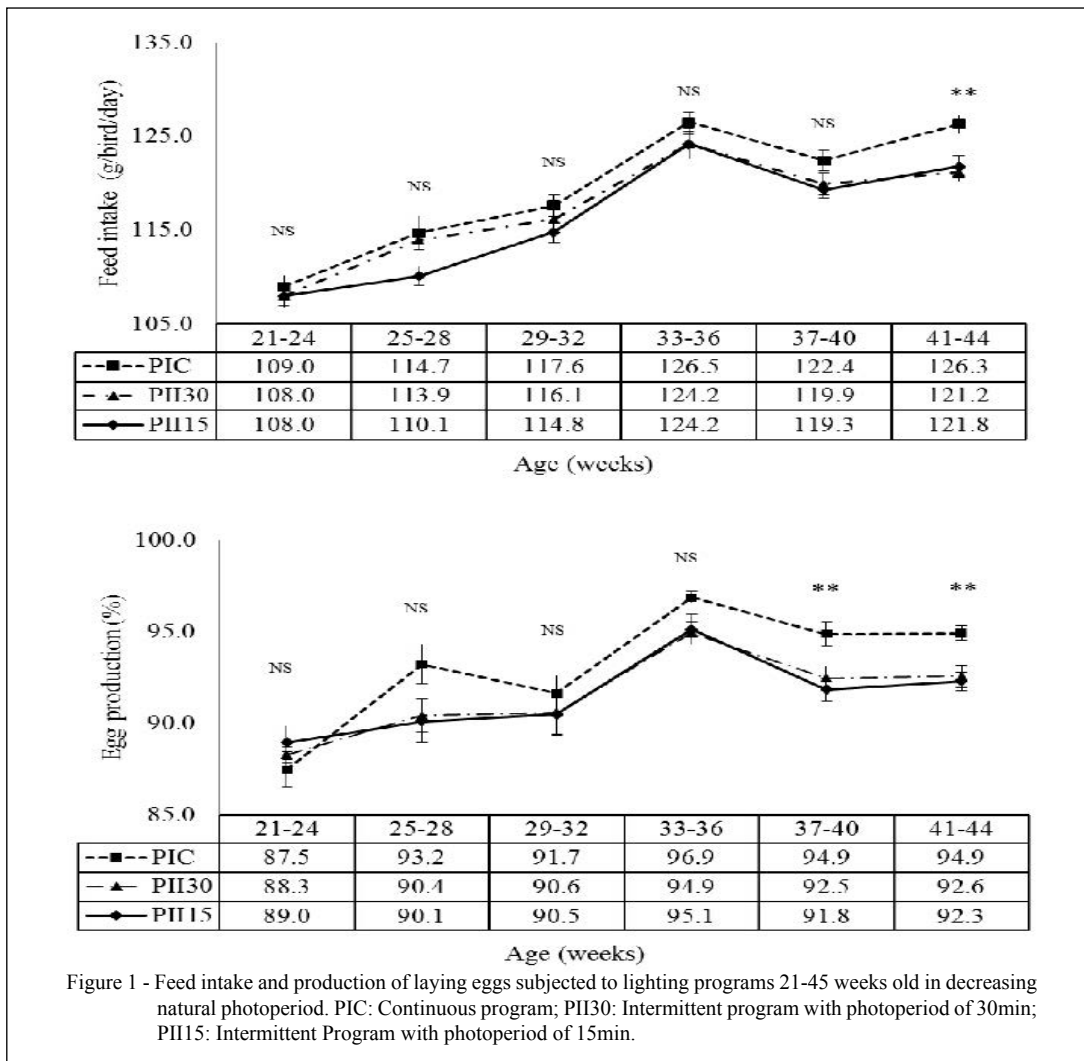 135.0
125.0
115.0
105.0
Feed intake (g/bird/day)
NS
NS
NS
NS
NS
**
21-24 25-28 29-32 33-36 37-40 41-44
PIC 109.0 114.7 117.6 126.5 122.4 126.3
PII30 108.0 113.9 116.1 124.2 119.9 121.2
PII15 108.0 110.1 114.8 124.2 119.3 121.8
Age (weeks)
100.0
95.0
90.0
85.0
Egg production (%)
NS
NS
NS
NS
**
**
21-24 25-28 29-32 33-36 37-40 41-44
PIC 87.5 93.2 91.7 96.9 94.9 94.9
PII30 88.3 90.4 90.6 94.9 92.5 92.6
PII15 89.0 90.1 90.5 95.1 91.8 92.3
Age (weeks)
Figure 1 - Feed intake and production of laying eggs subjected to lighting programs 21-45 weeks old in decreasing
natural photoperiod. PIC: Continuous program; PII30: Intermittent program with photoperiod of 30min;
PII15: Intermittent Program with photoperiod of 15min.